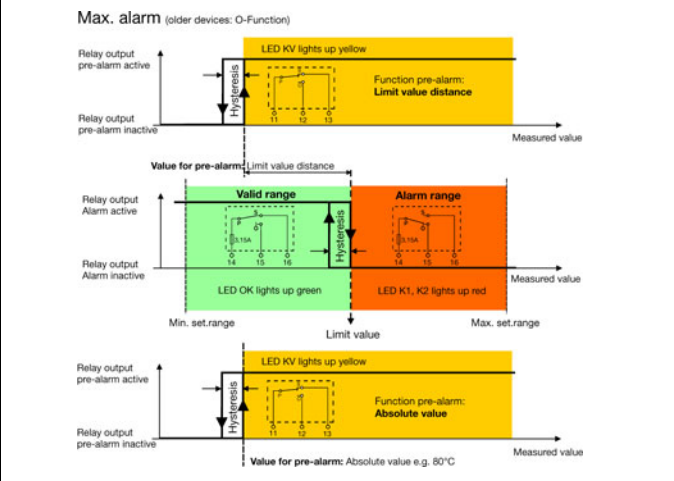 Max. alarm (older devices: O-Function)
Relay output
pre-alarm active
LED KV lights up yellow
Hysteresis
Function pre-alarm:
Limit value distance
11 12 13
Relay output
pre-alarm inactive
Measured value
Value for pre-alarm: Limit value distance
Relay output
Alarm active
Valid range
Alarm range
Hysteresis
3,15A
3,15A
14 15 16
14 15 16
Relay output
Alarm inactive
Measured value
LED OK lights up green
LED K1, K2 lights up red
Min. set.range
Max. set.range
Limit value
Relay output
pre-alarm active
LED KV lights up yellow
Hysteresis
Function pre-alarm:
Absolute value
11 12 13
Relay output
pre-alarm inactive
Measured value
Value for pre-alarm: Absolute value e.g. 80°C